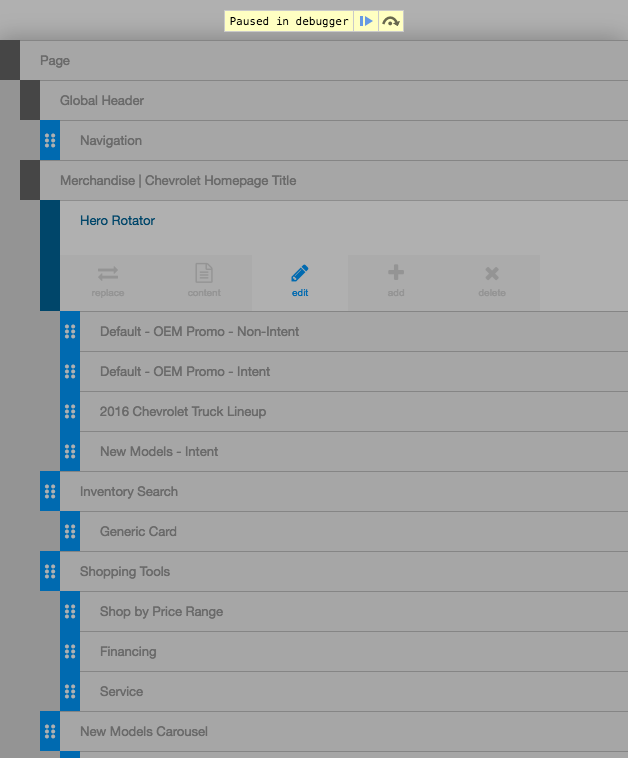 Paused in debugger
Page
Global Header
Navigation
Merchandise | Chevrolet Homepage Title
Hero Rotator
replace content edit add delete
Default - OEM Promo - Non-Intent
Default - OEM Promo - Intent
2016 Chevrolet Truck Lineup
New Models - Intent
Inventory Search
Generic Card
Shopping Tools
Shop by Price Range
Financing
Service
New Models Carousel